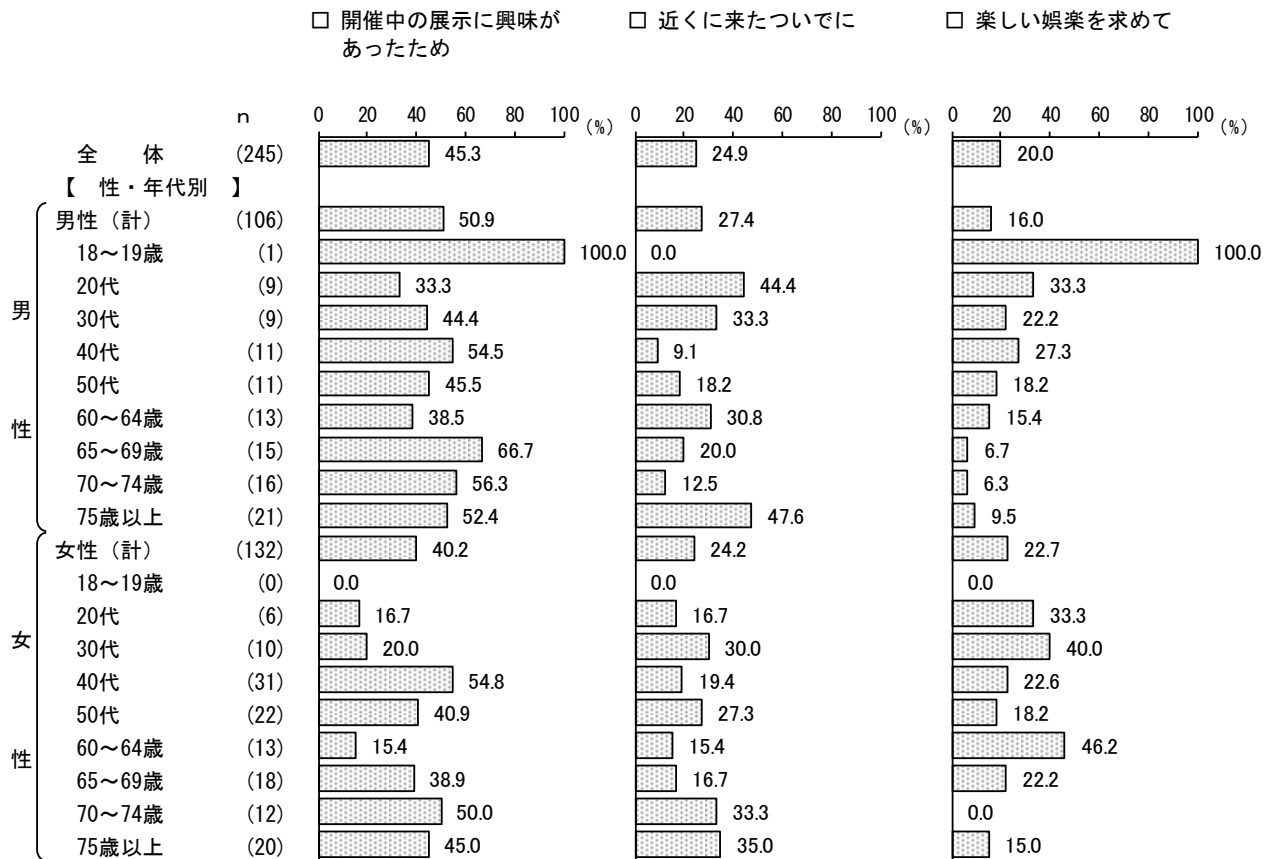 □ 開催中の展示に興味が
あったため
□ 近くに来たついでに
□ 楽しい娯楽を求めて
n 0 20 40 60 80 100 (%) 0 20 40 60 80 100 (%) 0 20 40 60 80 100 (%)
全 体 (245) 45.3 24.9 20.0
【 性・年代別 】
男性(計) (106) 50.9 27.4 16.0
18~19歳 (1) 100.0 0.0 100.0
20代 (9) 33.3 44.4 33.3
男
30代 (9) 44.4 33.3 22.2
40代 (11) 54.5 9.1 27.3
50代 (11) 45.5 18.2 18.2
性
60~64歳 (13) 38.5 30.8 15.4
65~69歳 (15) 66.7 20.0 6.7
70~74歳 (16) 56.3 12.5 6.3
75歳以上 (21) 52.4 47.6 9.5
女性(計) (132) 40.2 24.2 22.7
18~19歳 (0) 0.0 0.0 0.0
20代 (6) 16.7 16.7 33.3
女
30代 (10) 20.0 30.0 40.0
40代 (31) 54.8 19.4 22.6
50代 (22) 40.9 27.3 18.2
性
60~64歳 (13) 15.4 15.4 46.2
65~69歳 (18) 38.9 16.7 22.2
70~74歳 (12) 50.0 33.3 0.0
75歳以上 (20) 45.0 35.0 15.0